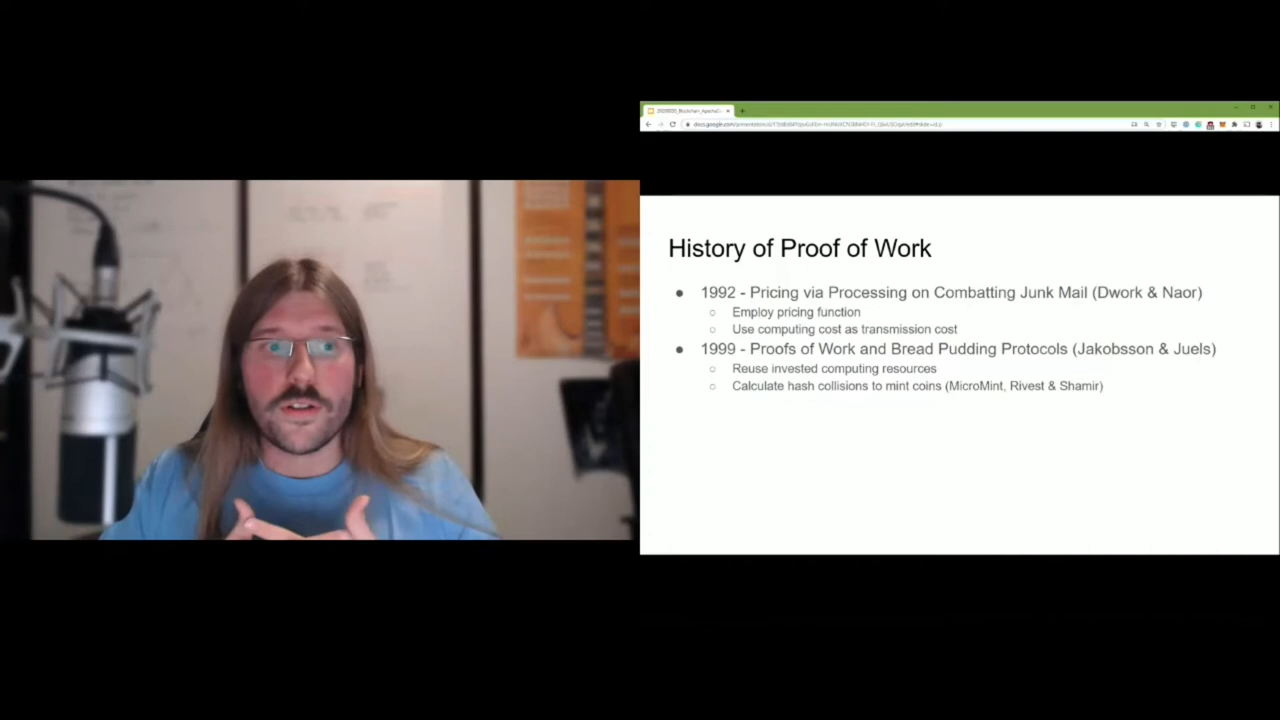 History of Proof of Work
● 1992 - Pricing via Processing on Combatting Junk Mail (Dwork & Naor)
○ Employ pricing function
○ Use computing cost as transmission cost
● 1999 - Proofs of Work and Bread Pudding Protocols (Jakobsson & Juels)
○ Reuse invested computing resources
○ Calculate hash collisions to mint coins (MicroMint, Rivest & Shamir)